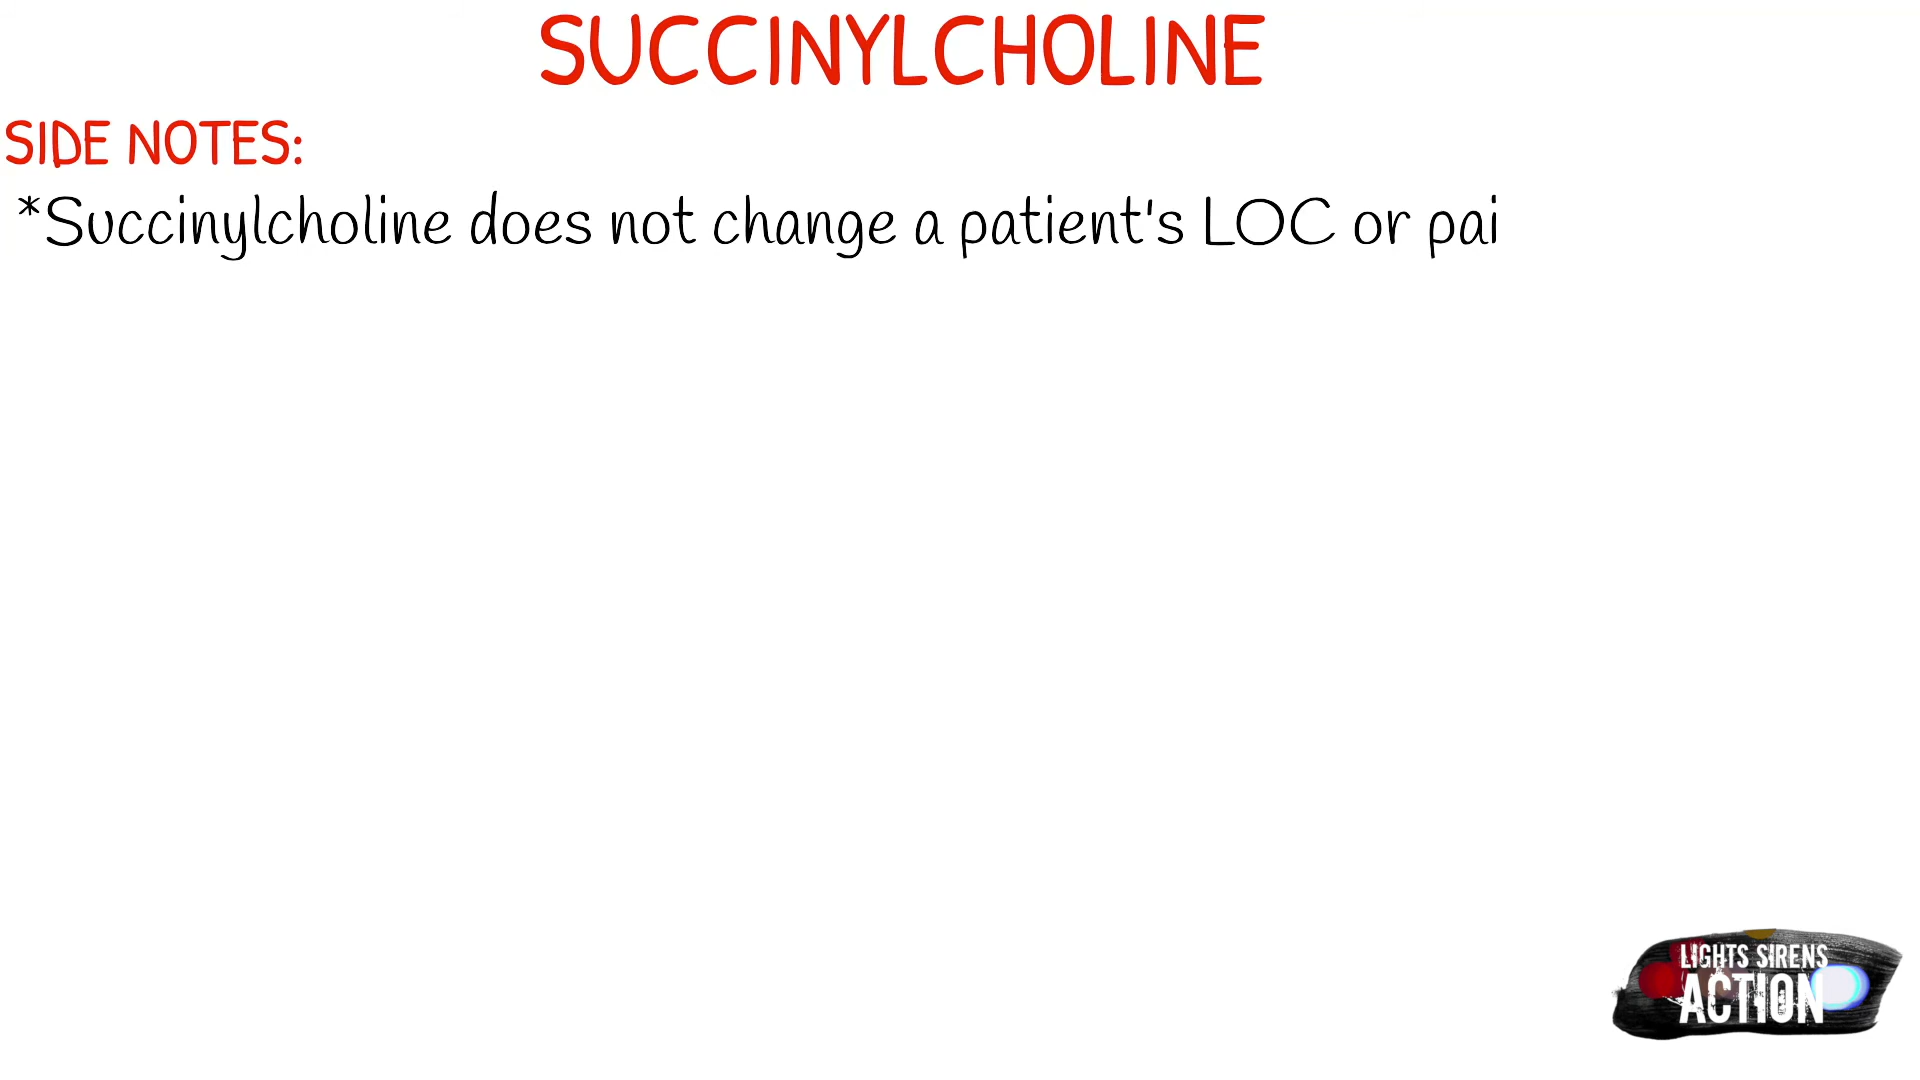 SUCCINYLCHOLINE
SIDE NOTES:
*Succinylcholine does not change a patient's LOC or pai
LIGHTS SIRENS
ACTION